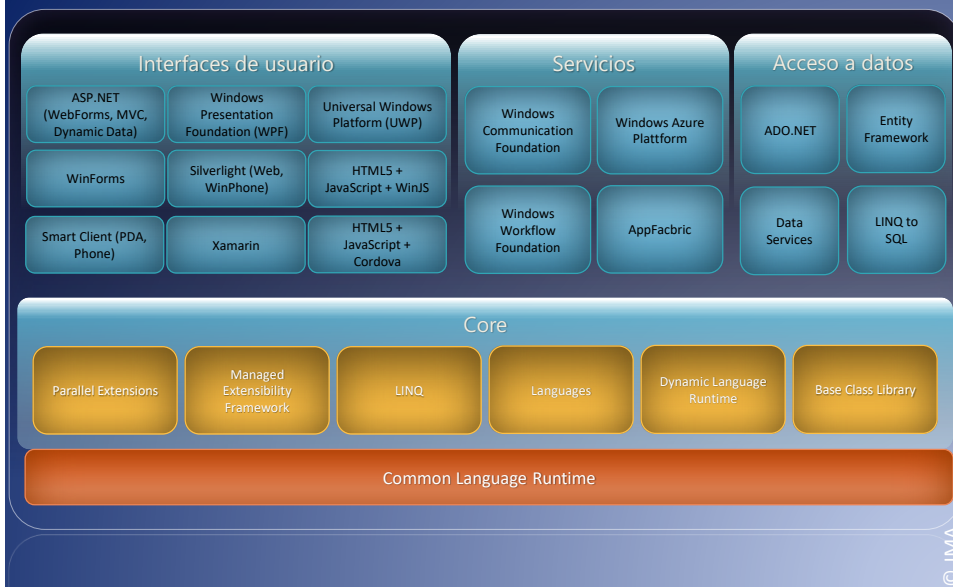 Interfaces de usuario
ASP.NET
(WebForms, MVC,
Dynamic Data)
Windows
Presentation
Foundation (WPF)
Universal Windows
Platform (UWP)
WinForms
Silverlight (Web,
WinPhone)
HTML5 +
JavaScript + WinJS
Smart Client (PDA,
Phone)
Xamarin
HTML5 +
JavaScript +
Cordova
Servicios
Windows
Communication
Foundation
Windows Azure
Plattform
Windows
Workflow
Foundation
AppFacbric
Acceso a datos
ADO.NET
Entity
Framework
Data
Services
LINQ to
SQL
Core
Parallel Extensions
Managed
Extensibility
Framework
LINQ
Languages
Dynamic Language
Runtime
Base Class Library
Common Language Runtime
© JMA